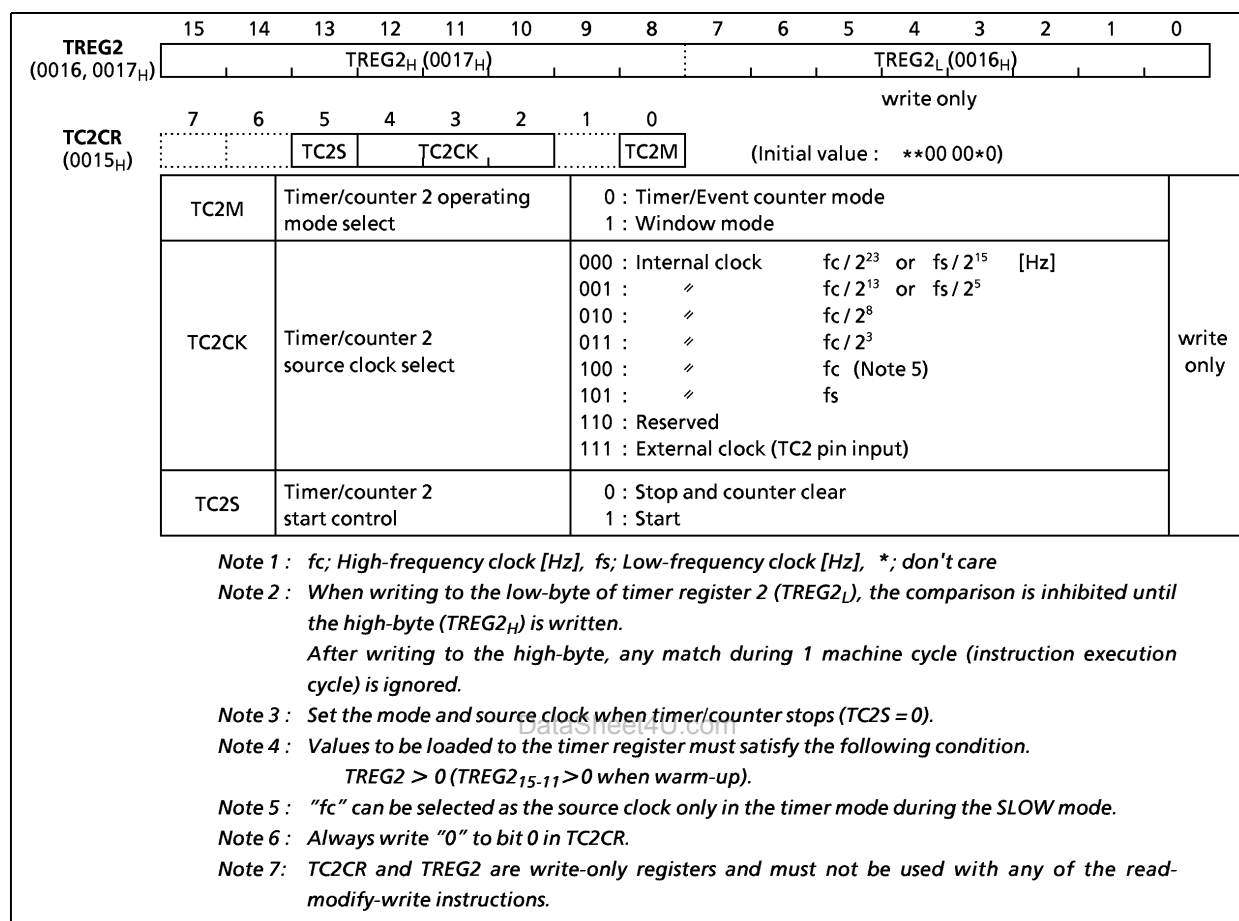 15 14 13 12 11 10 9 8 7 6 5 4 3 2 1 0
TREG2
(0016, 0017H)
TREG2H (0017H) TREG2L (0016H)
write only
7 6 5 4 3 2 1 0
TC2CR
(0015H)
TC2S TC2CK TC2M (Initial value : **00 00*0)
TC2M
Timer/counter 2 operating
mode select
0 : Timer/Event counter mode
1 : Window mode
TC2CK
Timer/counter 2
source clock select
000 : Internal clock fc / 2²³ or fs / 2¹⁵ [Hz]
001 : 〃 fc / 2¹³ or fs / 2⁵
010 : 〃 fc / 2⁸
011 : 〃 fc / 2³
100 : 〃 fc (Note 5)
101 : 〃 fs
110 : Reserved
111 : External clock (TC2 pin input)
TC2S
Timer/counter 2
start control
0 : Stop and counter clear
1 : Start
write
only
Note 1 : fc; High-frequency clock [Hz], fs; Low-frequency clock [Hz], *; don't care
Note 2 : When writing to the low-byte of timer register 2 (TREG2L), the comparison is inhibited until
the high-byte (TREG2H) is written.
After writing to the high-byte, any match during 1 machine cycle (instruction execution
cycle) is ignored.
Note 3 : Set the mode and source clock when timer/counter stops (TC2S = 0).
DataSheet4U.com
Note 4 : Values to be loaded to the timer register must satisfy the following condition.
TREG2 > 0 (TREG215-11 > 0 when warm-up).
Note 5 : "fc" can be selected as the source clock only in the timer mode during the SLOW mode.
Note 6 : Always write "0" to bit 0 in TC2CR.
Note 7: TC2CR and TREG2 are write-only registers and must not be used with any of the read-
modify-write instructions.